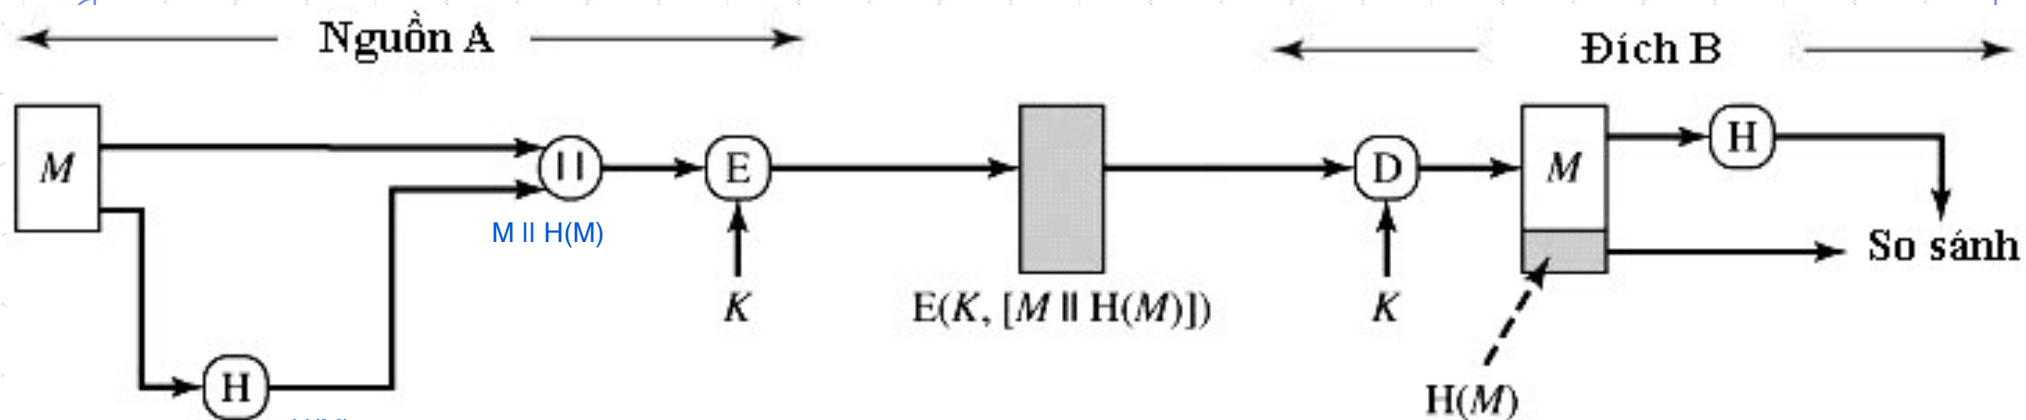 Nguồn A
Đích B
M
||
E
D
M
H
M || H(M)
So sánh
K
E(K, [M || H(M)])
K
H
H(M)